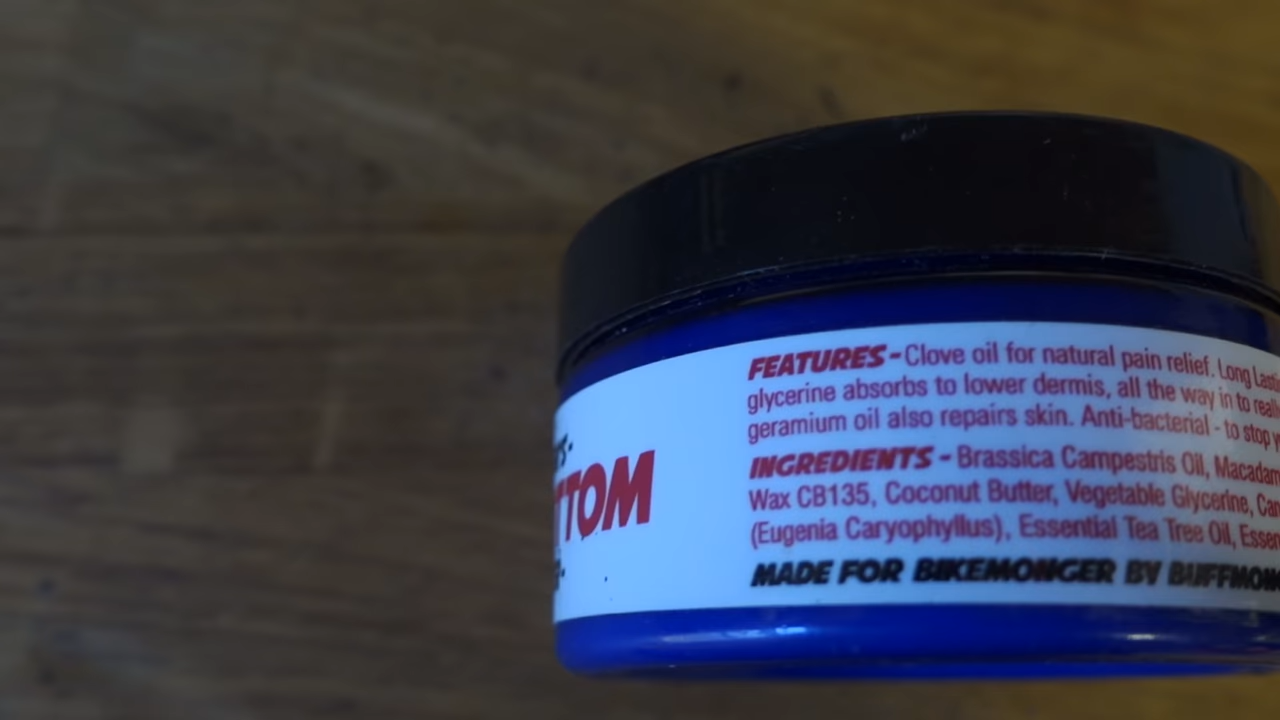 TOM
FEATURES - Clove oil for natural pain relief. Long
glycerine absorbs to lower dermis, all the way in to
geramium oil also repairs skin. Anti-bacterial - to stop
INGREDIENTS - Brassica Campestris Oil,
Wax CB135, Coconut Butter, Vegetable Glycerine,
(Eugenia Caryophyllus), Essential Tea Tree Oil,
MADE FOR BIKEMONGER BY